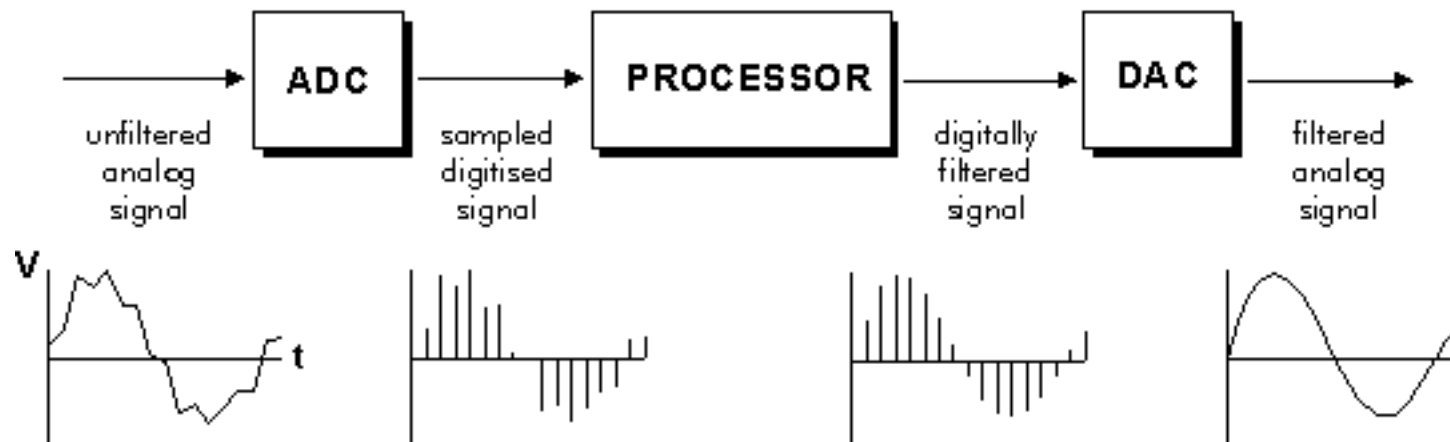 ADC
PROCESSOR
DAC
unfiltered
analog
signal
sampled
digitised
signal
digitally
filtered
signal
filtered
analog
signal
V
t